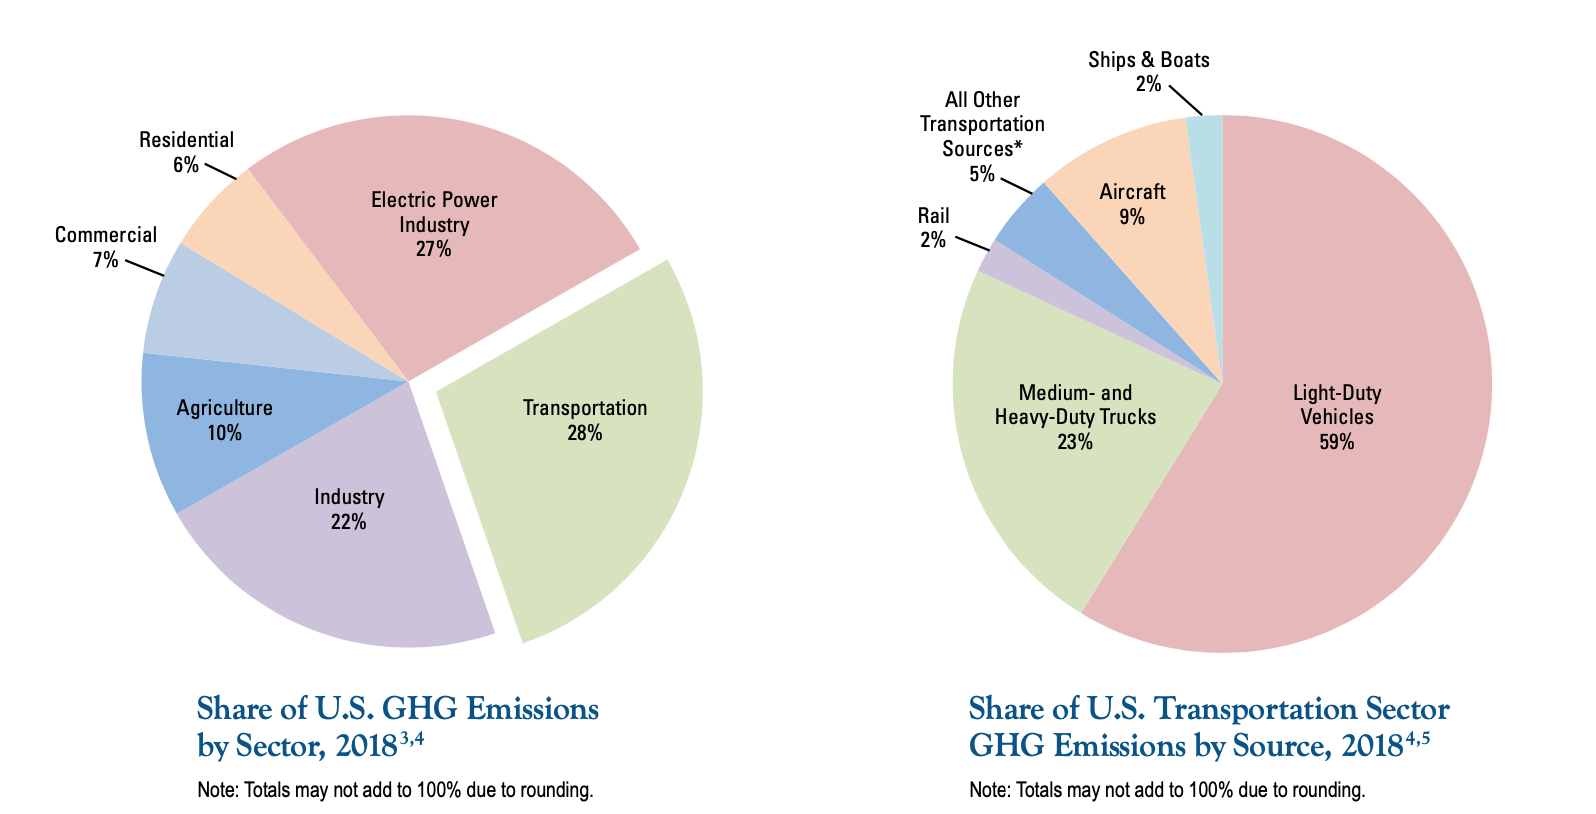 Residential
6%
Electric Power
Industry
27%
Commercial
7%
Transportation
28%
Agriculture
10%
Industry
22%
Share of U.S. GHG Emissions
by Sector, 2018³,⁴
Note: Totals may not add to 100% due to rounding.
Ships & Boats
2%
All Other
Transportation
Sources*
5%
Aircraft
9%
Rail
2%
Medium- and
Heavy-Duty Trucks
23%
Light-Duty
Vehicles
59%
Share of U.S. Transportation Sector
GHG Emissions by Source, 2018⁴,⁵
Note: Totals may not add to 100% due to rounding.